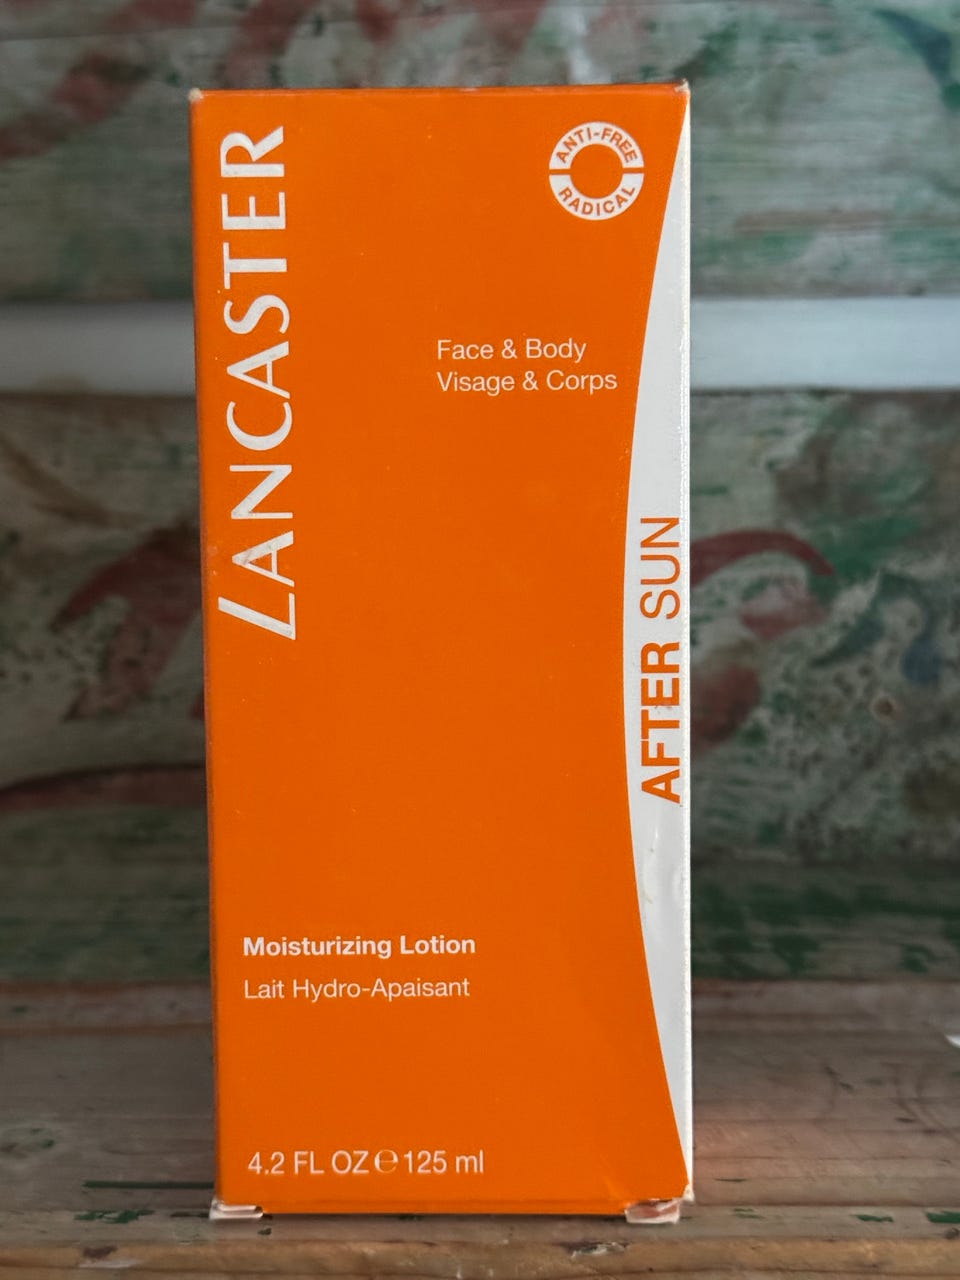 LANCASTER
ANTI-FREE
RADICAL
Face & Body
Visage & Corps
AFTER SUN
Moisturizing Lotion
Lait Hydro-Apaisant
4.2 FL OZ ℮ 125 ml